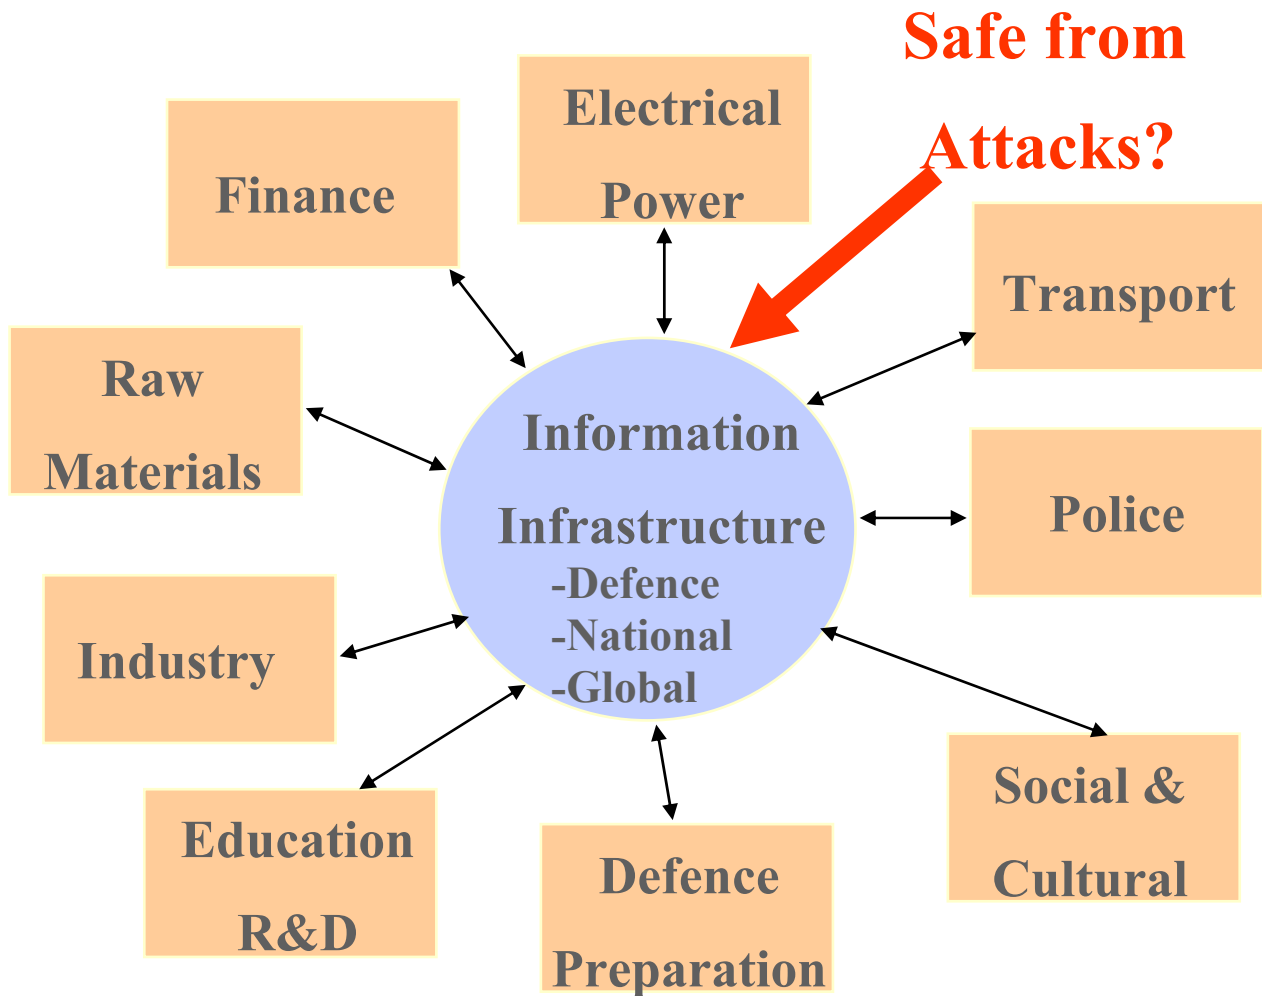 Safe from
Attacks?
Electrical
Power
Finance
Transport
Raw
Materials
Information
Infrastructure
-Defence
-National
-Global
Police
Industry
Social &
Cultural
Education
R&D
Defence
Preparation